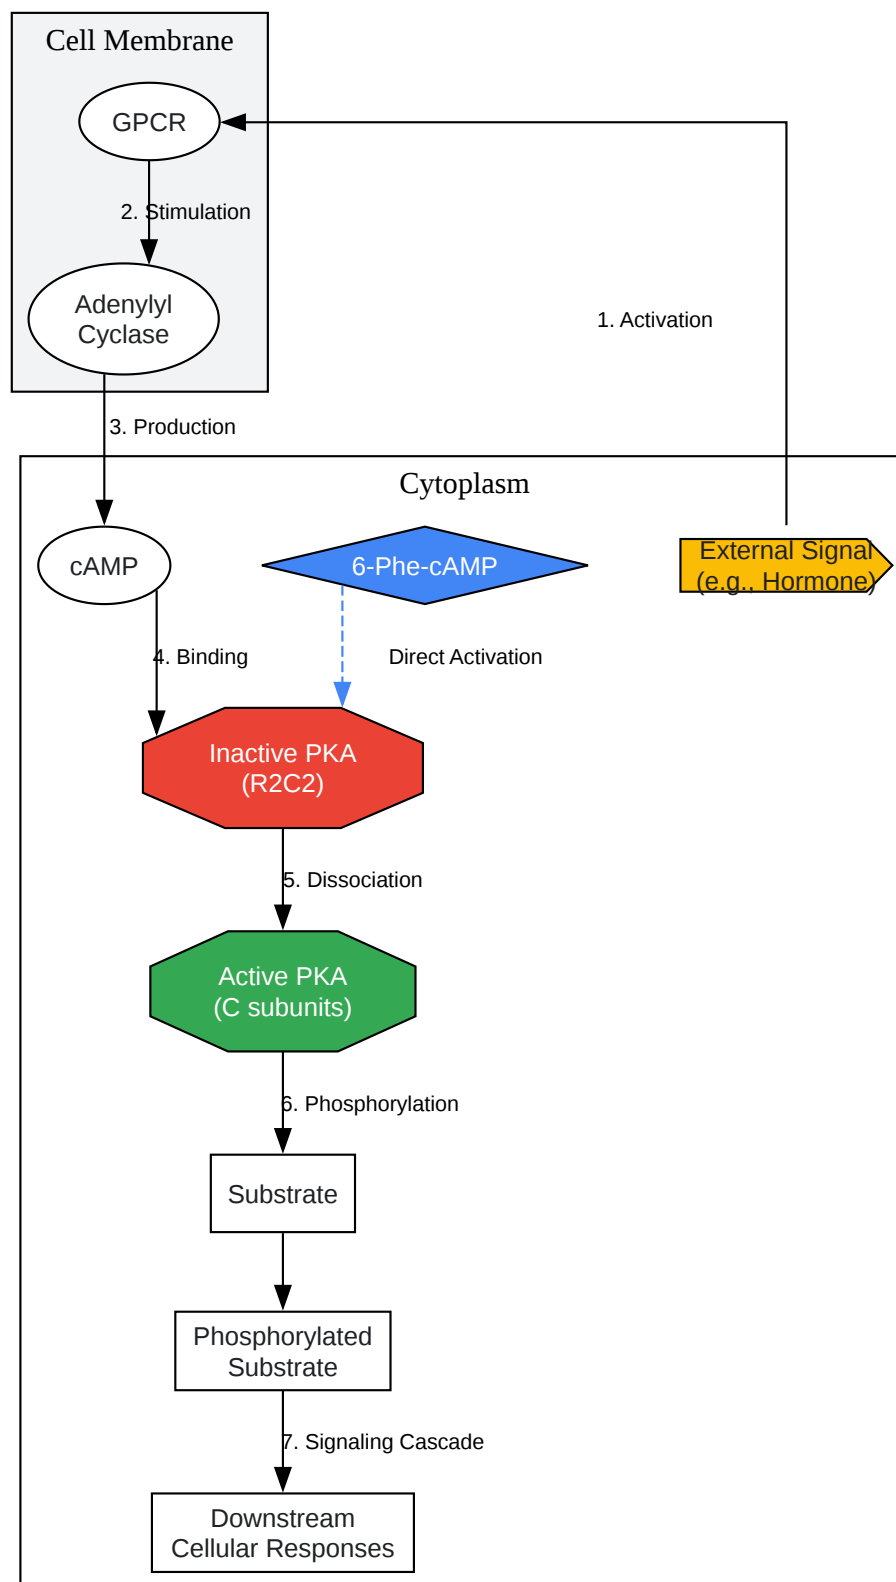 Cell Membrane
GPCR
2. Stimulation
Adenylyl
Cyclase
1. Activation
3. Production
Cytoplasm
cAMP
6-Phe-cAMP
External Signal
(e.g., Hormone)
4. Binding
Direct Activation
Inactive PKA
(R2C2)
5. Dissociation
Active PKA
(C subunits)
6. Phosphorylation
Substrate
Phosphorylated
Substrate
7. Signaling Cascade
Downstream
Cellular Responses